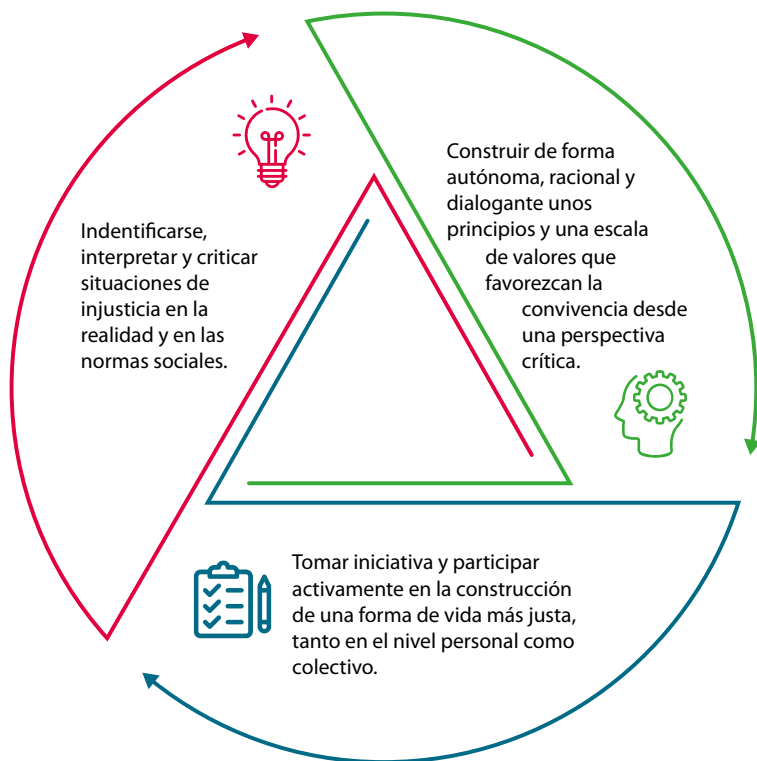 Indentificarse,
interpretar y criticar
situaciones de
injusticia en la
realidad y en las
normas sociales.
Construir de forma
autónoma, racional y
dialogante unos
principios y una escala
de valores que
favorezcan la
convivencia desde
una perspectiva
crítica.
Tomar iniciativa y participar
activamente en la construcción
de una forma de vida más justa,
tanto en el nivel personal como
colectivo.